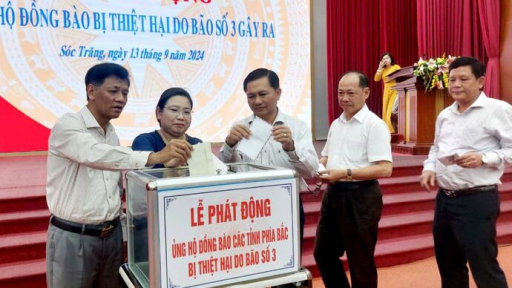 HỘ ĐỒNG BÀO BỊ THIỆT HẠI DO BÃO SỐ 3 GÂY RA
Sóc Trăng, ngày 13 tháng 9 năm 2024
LỄ PHÁT ĐỘNG
ỦNG HỘ ĐỒNG BÀO CÁC TỈNH PHÍA BẮC
BỊ THIỆT HẠI DO BÃO SỐ 3